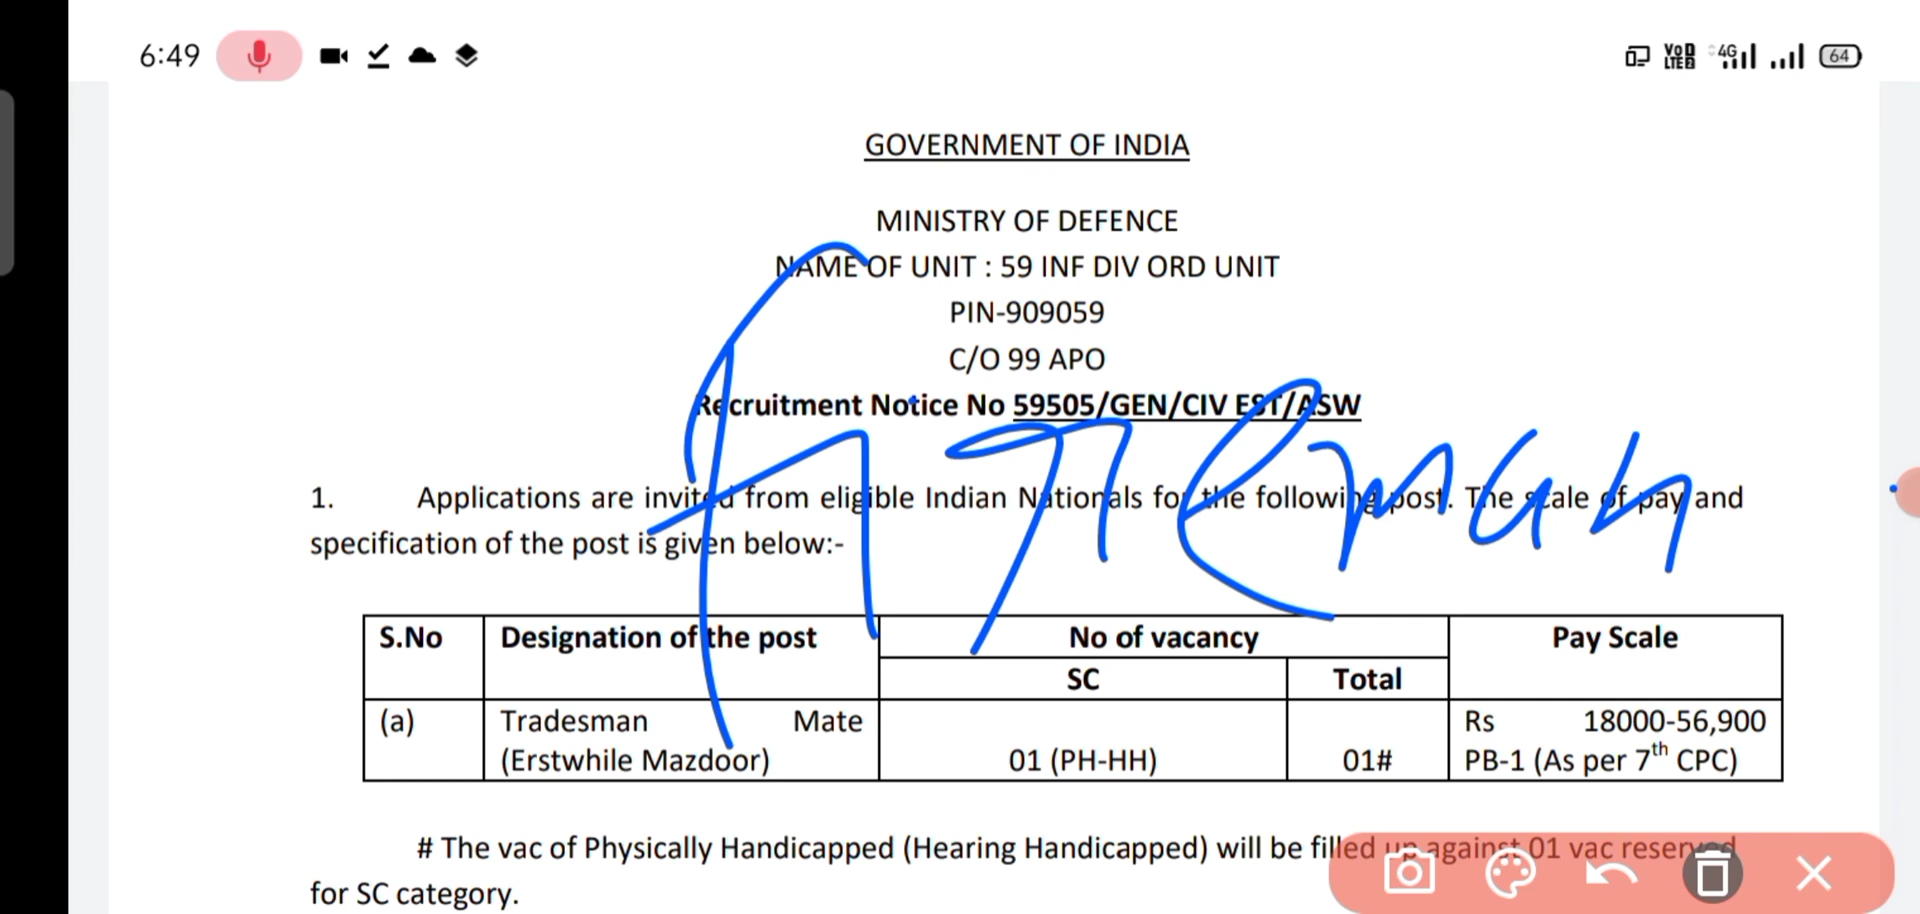 6:49
VoD LTE2 4G 64
GOVERNMENT OF INDIA
MINISTRY OF DEFENCE
NAME OF UNIT : 59 INF DIV ORD UNIT
PIN-909059
C/O 99 APO
Recruitment Notice No 59505/GEN/CIV EST/ASW
1. Applications are invited from eligible Indian Nationals for the following post. The scale of pay and
specification of the post is given below:-
S.No Designation of the post No of vacancy Pay Scale
SC Total
(a) Tradesman Mate Rs 18000-56,900
(Erstwhile Mazdoor) 01 (PH-HH) 01# PB-1 (As per 7th CPC)
# The vac of Physically Handicapped (Hearing Handicapped) will be filled up against 01 vac reserved
for SC category.